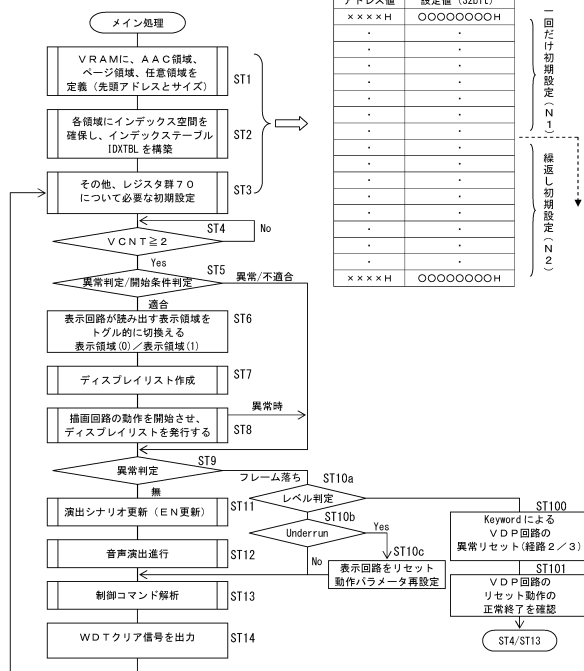 メイン処理
ＶＲＡＭに、ＡＡＣ領域、
ページ領域、任意領域を
定義（先頭アドレスとサイズ）
ST1
各領域にインデックス空間を
確保し、インデックステーブル
IDXTBL を構築
ST2
その他、レジスタ群７０
について必要な初期設定
ST3
ST4
ＶＣＮＴ≧２
No
Yes
ST5
異常判定/開始条件判定
異常/不適合
適合
表示回路が読み出す表示領域を
トグル的に切換える
表示領域(0)／表示領域(1)
ST6
ディスプレイリスト作成
ST7
描画回路の動作を開始させ、
ディスプレイリストを発行する
異常時
ST8
ST9
異常判定
フレーム落ち
無
ST10a
レベル判定
ST10b
Underrun
Yes
No
ST10c
表示回路をリセット
動作パラメータ再設定
演出シナリオ更新（ＥＮ更新）
ST11
音声演出進行
ST12
制御コマンド解析
ST13
ＷＤＴクリア信号を出力
ST14
ST100
Keyword による
ＶＤＰ回路の
異常リセット(経路２／３)
ST101
ＶＤＰ回路の
リセット動作の
正常終了を確認
ST4/ST13
アドレス値 設定値（32bit）
××××Ｈ ○○○○○○○○Ｈ
××××Ｈ ○○○○○○○○Ｈ
一回だけ初期設定（Ｎ１）
繰返し初期設定（Ｎ２）